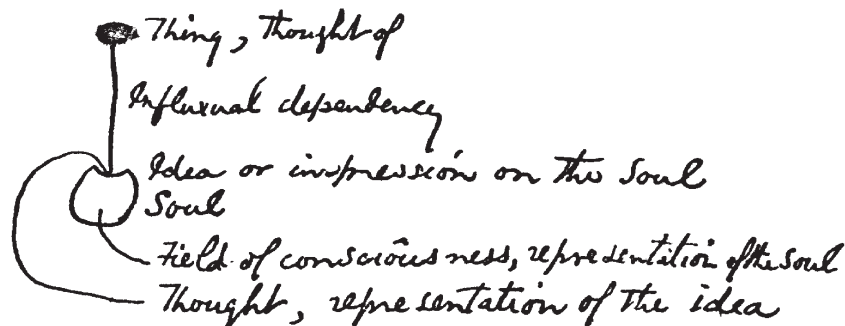 Thing, thought of
Influxual dependency
Idea or impression on the soul
Soul
Field of consciousness, representation of the soul
Thought, representation of the idea